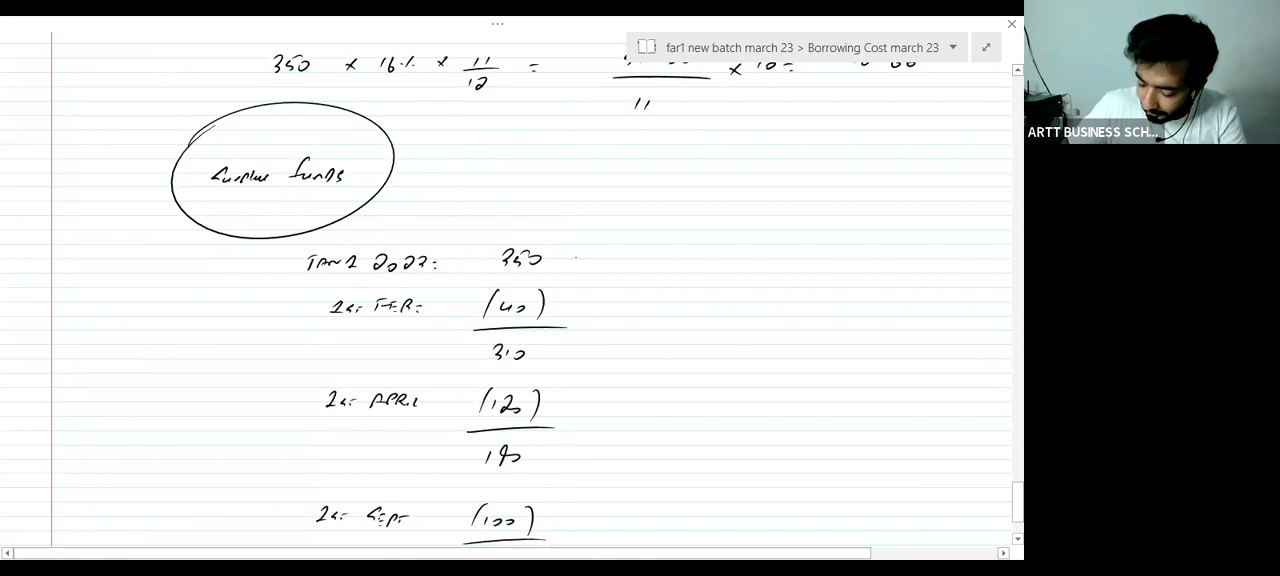 ...
far1 new batch march 23 > Borrowing Cost march 23
350 × 16% × 11/12 =
× 10 =
11
ARTT BUSINESS SCH...
Surplus funds
JAN 1 2022: 350
1st FEB: (40)
310
1st APRIL (120)
190
1st SEPT (100)